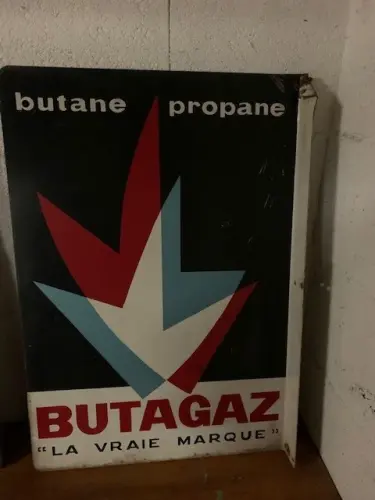 butane propane
BUTAGAZ
"LA VRAIE MARQUE"